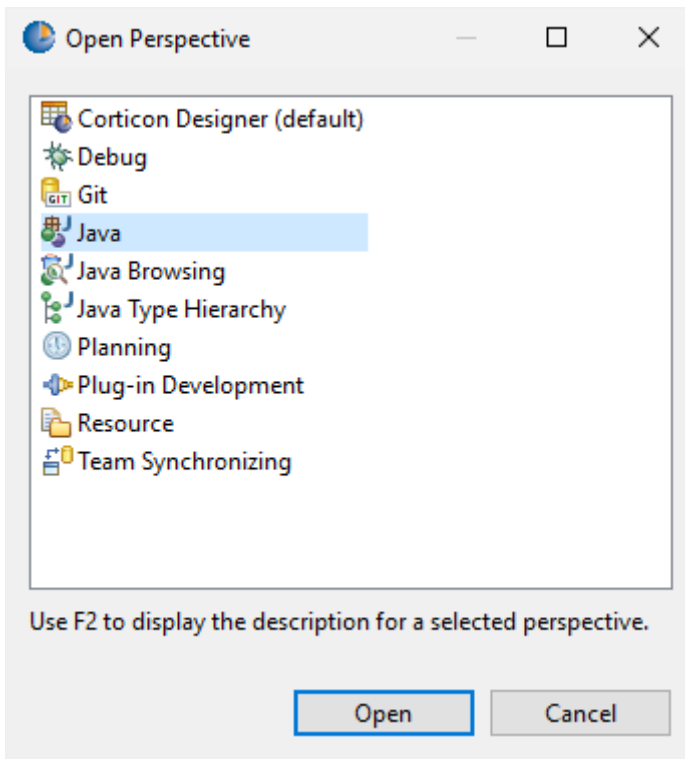 Open Perspective
Corticon Designer (default)
Debug
GIT Git
Java
Java Browsing
Java Type Hierarchy
Planning
Plug-in Development
Resource
Team Synchronizing
Use F2 to display the description for a selected perspective.
Open Cancel